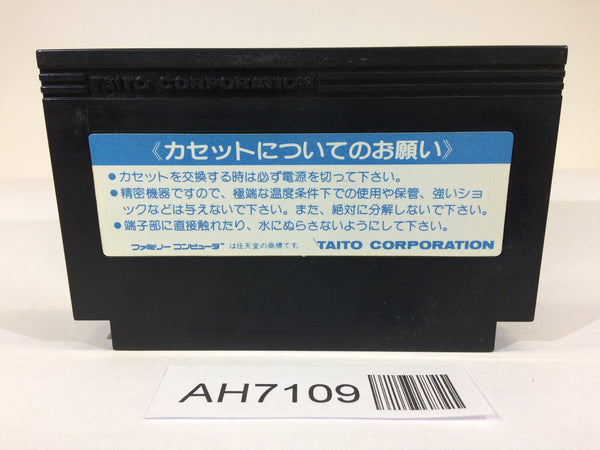 TAITO CORPORATION
《カセットについてのお願い》
●カセットを交換する時は必ず電源を切って下さい。
●精密機器ですので、極端な温度条件下での使用や保管、強いショ
ックなどは与えないで下さい。また、絶対に分解しないで下さい。
●端子部に直接触れたり、水にぬらさないようにして下さい。
ファミリーコンピュータ は任天堂の商標です. TAITO CORPORATION
AH7109